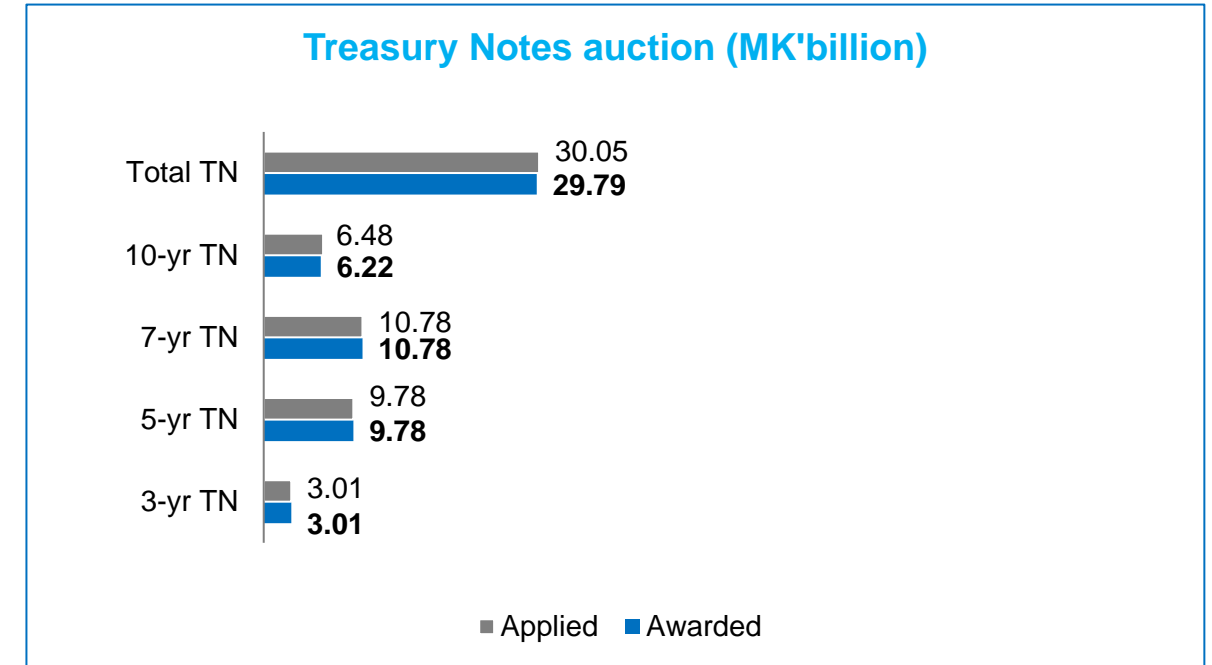 Treasury Notes auction (MK'billion)
Total TN
30.05
29.79
10-yr TN
6.48
6.22
7-yr TN
10.78
10.78
5-yr TN
9.78
9.78
3-yr TN
3.01
3.01
Applied Awarded